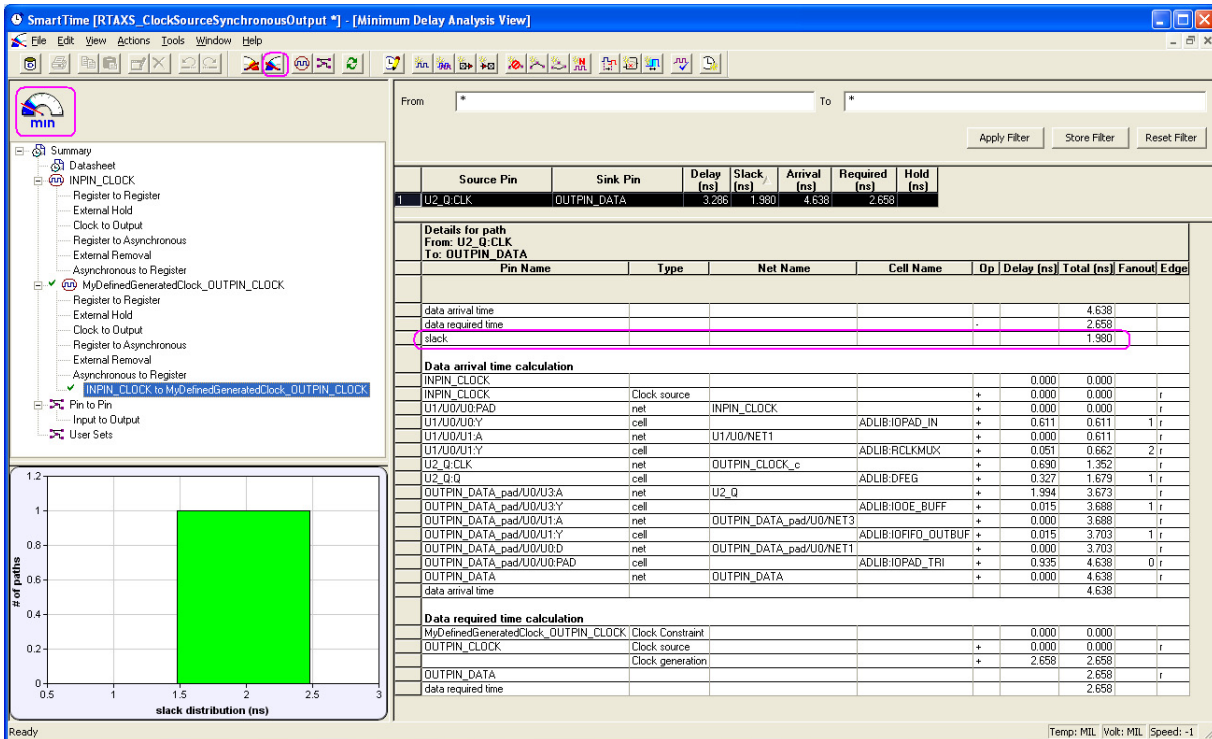 SmartTime [RTAXS_ClockSourceSynchronousOutput *] - [Minimum Delay Analysis View]
File Edit View Actions Tools Window Help
min
Summary
Datasheet
INPIN_CLOCK
Register to Register
External Hold
Clock to Output
Register to Asynchronous
External Removal
Asynchronous to Register
MyDefinedGeneratedClock_OUTPIN_CLOCK
Register to Register
External Hold
Clock to Output
Register to Asynchronous
External Removal
Asynchronous to Register
INPIN_CLOCK to MyDefinedGeneratedClock_OUTPIN_CLOCK
Pin to Pin
Input to Output
User Sets
1.2
1
0.8
0.6
0.4
0.2
0
# of paths
0.5 1 1.5 2 2.5 3
slack distribution (ns)
From * To *
Apply Filter Store Filter Reset Filter
Source Pin Sink Pin Delay (ns) Slack (ns) Arrival (ns) Required (ns) Hold (ns)
1 U2_Q:CLK OUTPIN_DATA 3.286 1.980 4.638 2.658
Details for path
From: U2_Q:CLK
To: OUTPIN_DATA
Pin Name Type Net Name Cell Name Op Delay (ns) Total (ns) Fanout Edge
data arrival time 4.638
data required time - 2.658
slack 1.980
Data arrival time calculation
INPIN_CLOCK 0.000 0.000
INPIN_CLOCK Clock source + 0.000 0.000 r
U1/U0/U0:PAD net INPIN_CLOCK + 0.000 0.000 r
U1/U0/U0:Y cell ADLIB:IOPAD_IN + 0.611 0.611 1 r
U1/U0/U1:A net U1/U0/NET1 + 0.000 0.611 r
U1/U0/U1:Y cell ADLIB:RCLKMUX + 0.051 0.662 2 r
U2_Q:CLK net OUTPIN_CLOCK_c + 0.690 1.352 r
U2_Q:Q cell ADLIB:DFEG + 0.327 1.679 1 r
OUTPIN_DATA_pad/U0/U3:A net U2_Q + 1.994 3.673 r
OUTPIN_DATA_pad/U0/U3:Y cell ADLIB:IOOE_BUFF + 0.015 3.688 1 r
OUTPIN_DATA_pad/U0/U1:A net OUTPIN_DATA_pad/U0/NET3 + 0.000 3.688 r
OUTPIN_DATA_pad/U0/U1:Y cell ADLIB:IOFIFO_OUTBUF + 0.015 3.703 1 r
OUTPIN_DATA_pad/U0/U0:D net OUTPIN_DATA_pad/U0/NET1 + 0.000 3.703 r
OUTPIN_DATA_pad/U0/U0:PAD cell ADLIB:IOPAD_TRI + 0.935 4.638 0 r
OUTPIN_DATA net OUTPIN_DATA + 0.000 4.638 r
data arrival time 4.638
Data required time calculation
MyDefinedGeneratedClock_OUTPIN_CLOCK Clock Constraint 0.000 0.000
OUTPIN_CLOCK Clock source + 0.000 0.000 r
Clock generation + 2.658 2.658
OUTPIN_DATA 2.658 r
data required time 2.658
Ready Temp: MIL Volt: MIL Speed: -1